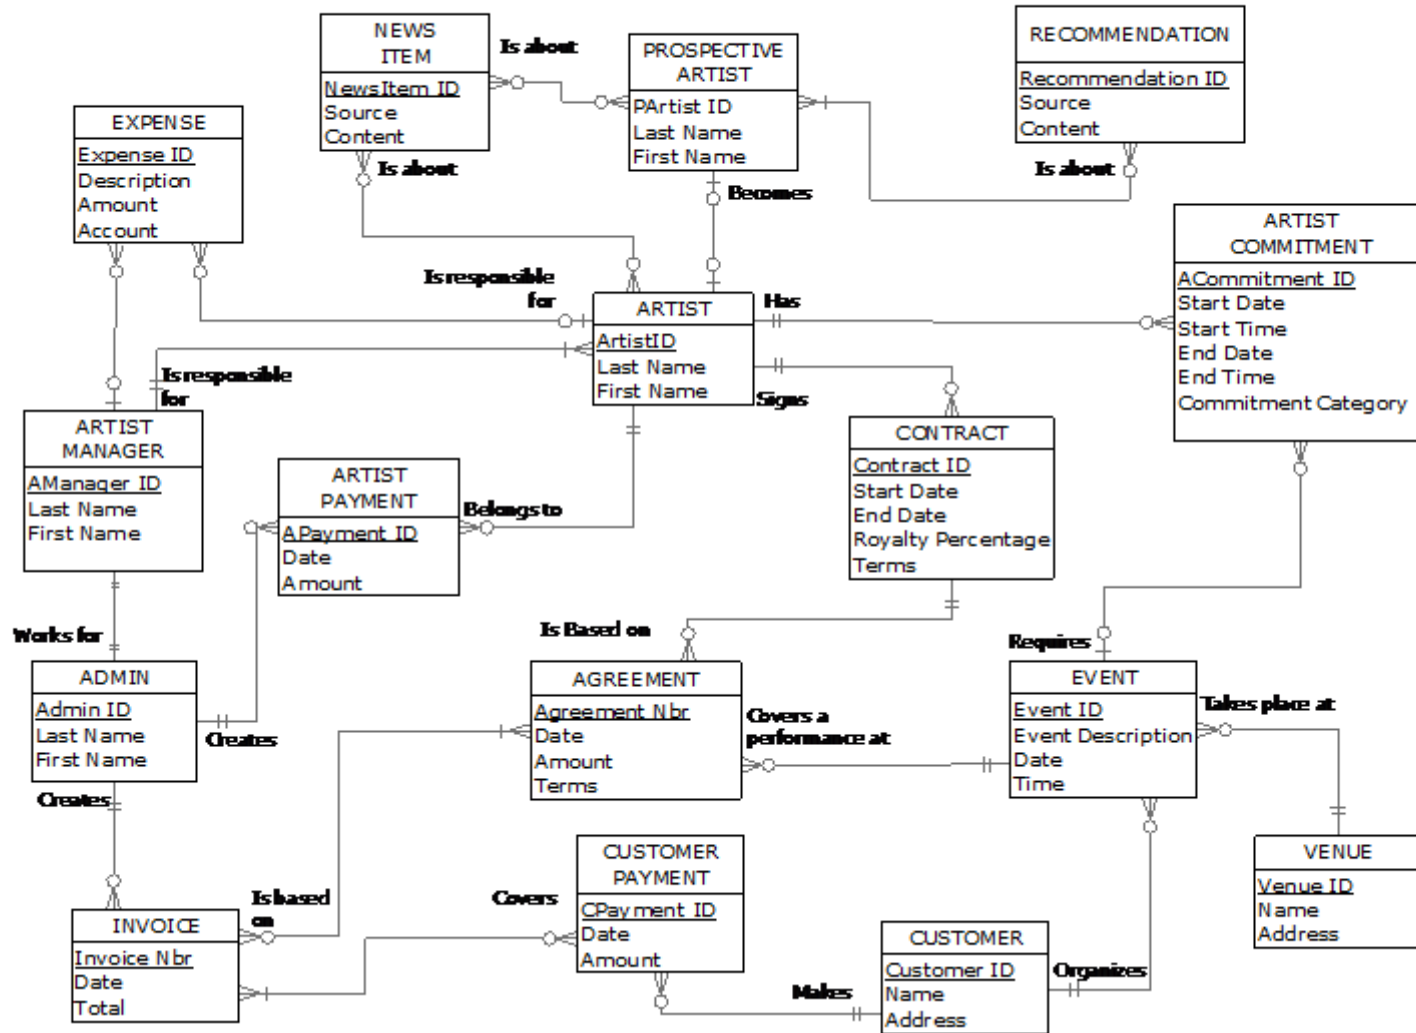 NEWS
ITEM
NewsItem ID
Source
Content
Is about
PROSPECTIVE
ARTIST
PArtist ID
Last Name
First Name
RECOMMENDATION
Recommendation ID
Source
Content
EXPENSE
Expense ID
Description
Amount
Account
Is about
Becomes
Is about
ARTIST
COMMITMENT
ACommitment ID
Start Date
Start Time
End Date
End Time
Commitment Category
Is responsible
for
ARTIST
ArtistID
Last Name
First Name
Has
Signs
Is responsible
for
ARTIST
MANAGER
AManager ID
Last Name
First Name
ARTIST
PAYMENT
APayment ID
Date
Amount
Belongs to
CONTRACT
Contract ID
Start Date
End Date
Royalty Percentage
Terms
Works for
Is Based on
Requires
ADMIN
Admin ID
Last Name
First Name
Creates
AGREEMENT
Agreement Nbr
Date
Amount
Terms
Covers a
performance at
EVENT
Event ID
Event Description
Date
Time
Takes place at
Creates
VENUE
Venue ID
Name
Address
CUSTOMER
PAYMENT
CPayment ID
Date
Amount
Is based
on
Covers
INVOICE
Invoice Nbr
Date
Total
CUSTOMER
Customer ID
Name
Address
Organizes
Makes